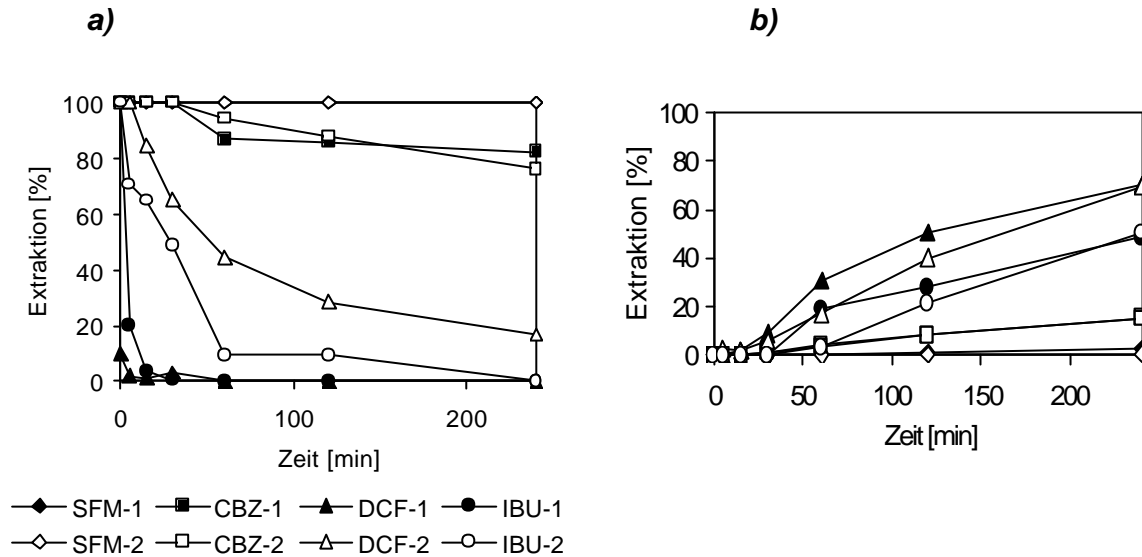 a)
b)
Extraktion [%]
100
80
60
40
20
0
0 100 200
Zeit [min]
Extraktion [%]
100
80
60
40
20
0
0 50 100 150 200
Zeit [min]
SFM-1 CBZ-1 DCF-1 IBU-1
SFM-2 CBZ-2 DCF-2 IBU-2